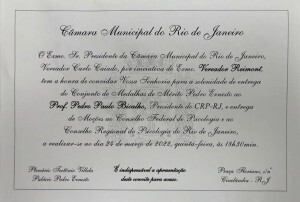 Câmara Municipal do Rio de Janeiro
O Exmo. Sr. Presidente da Câmara Municipal do Rio de Janeiro,
Vereador Carlo Caiado, por iniciativa do Exmo. Vereador Reimont,
tem a honra de convidar Vossa Senhoria para a solenidade de entrega
do Conjunto de Medalhas de Mérito Pedro Ernesto ao
Prof. Pedro Paulo Bicalho, Presidente do CRP-RJ, e entrega
de Moções ao Conselho Federal de Psicologia e ao
Conselho Regional de Psicologia do Rio de Janeiro,
a realizar-se no dia 24 de março de 2022, quinta-feira, às 18h30min.
Plenário Teotônio Villela
Palácio Pedro Ernesto
É indispensável a apresentação
deste convite para acesso.
Praça Floriano, s/nº
Cinelândia - RJ